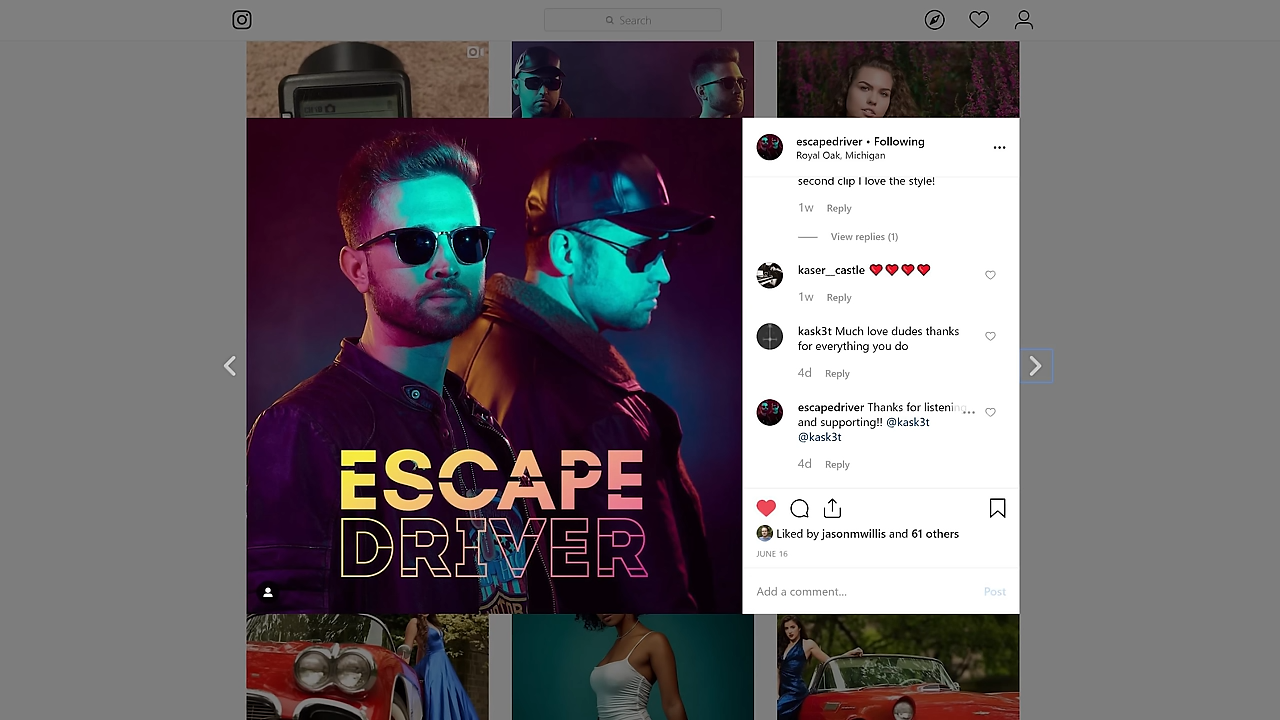 Search
escapedriver • Following
Royal Oak, Michigan
second clip I love the style!
1w Reply
View replies (1)
kaser__castle ❤️❤️❤️❤️
1w Reply
kask3t Much love dudes thanks
for everything you do
4d Reply
escapedriver Thanks for listening
and supporting!! @kask3t
@kask3t
4d Reply
ESCAPE
DRIVER
Liked by jasonmwillis and 61 others
JUNE 16
Add a comment... Post